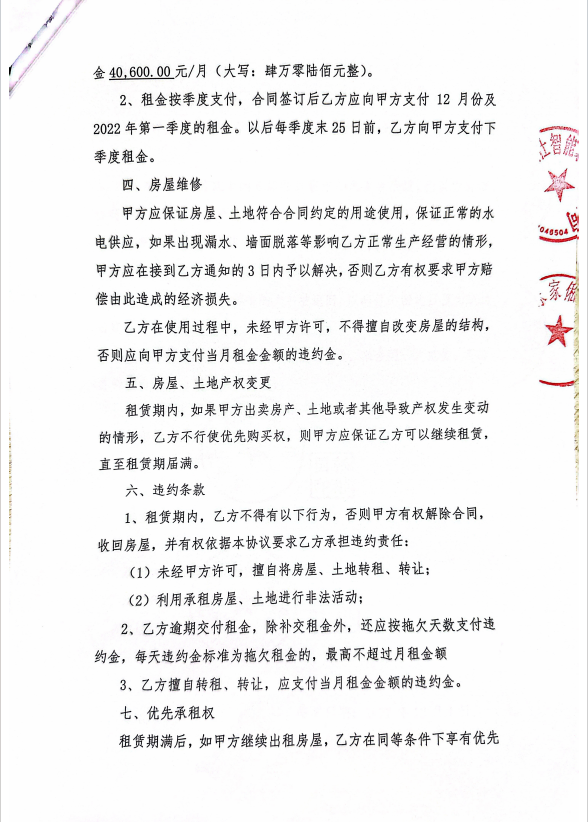 金 40,600.00 元/月（大写：肆万零陆佰元整）。
2、租金按季度支付，合同签订后乙方应向甲方支付 12 月份及
2022 年第一季度的租金。以后每季度末 25 日前，乙方向甲方支付下
季度租金。
四、房屋维修
甲方应保证房屋、土地符合合同约定的用途使用，保证正常的水
电供应，如果出现漏水、墙面脱落等影响乙方正常生产经营的情形，
甲方应在接到乙方通知的 3 日内予以解决，否则乙方有权要求甲方赔
偿由此造成的经济损失。
乙方在使用过程中，未经甲方许可，不得擅自改变房屋的结构，
否则应向甲方支付当月租金金额的违约金。
五、房屋、土地产权变更
租赁期内，如果甲方出卖房产、土地或者其他导致产权发生变动
的情形，乙方不行使优先购买权，则甲方应保证乙方可以继续租赁，
直至租赁期届满。
六、违约条款
1、租赁期内，乙方不得有以下行为，否则甲方有权解除合同，
收回房屋，并有权依据本协议要求乙方承担违约责任：
（1）未经甲方许可，擅自将房屋、土地转租、转让；
（2）利用承租房屋、土地进行非法活动；
2、乙方逾期交付租金，除补交租金外，还应按拖欠天数支付违
约金，每天违约金标准为拖欠租金的，最高不超过月租金额
3、乙方擅自转租、转让，应支付当月租金金额的违约金。
七、优先承租权
租赁期满后，如甲方继续出租房屋，乙方在同等条件下享有优先
智能
046504
家